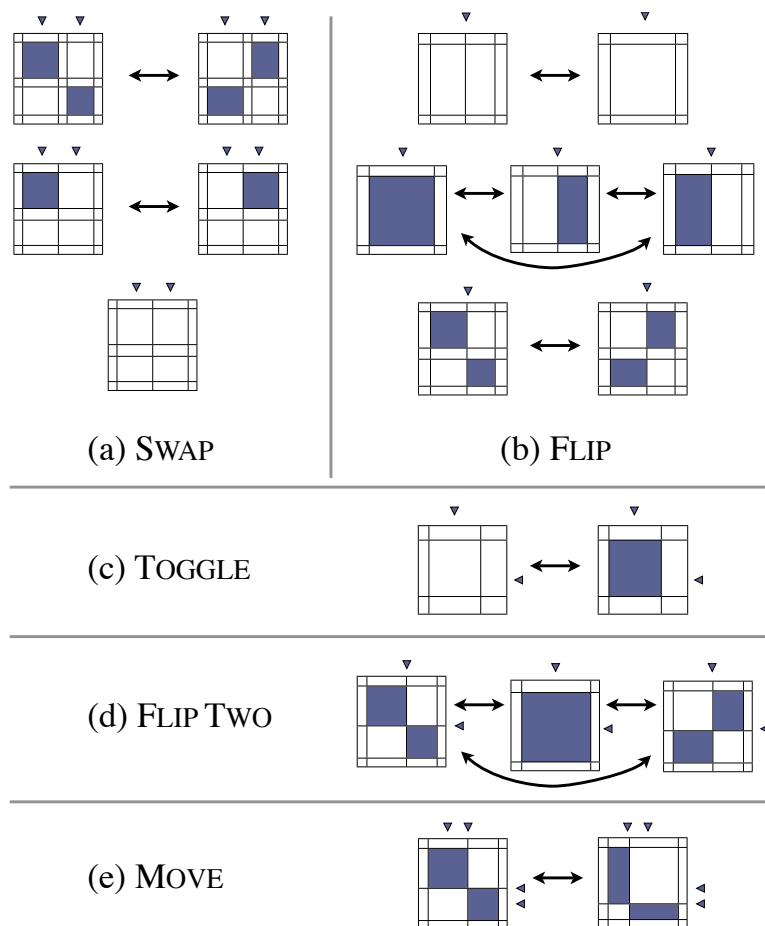 (a) SWAP
(b) FLIP
(c) TOGGLE
(d) FLIP TWO
(e) MOVE